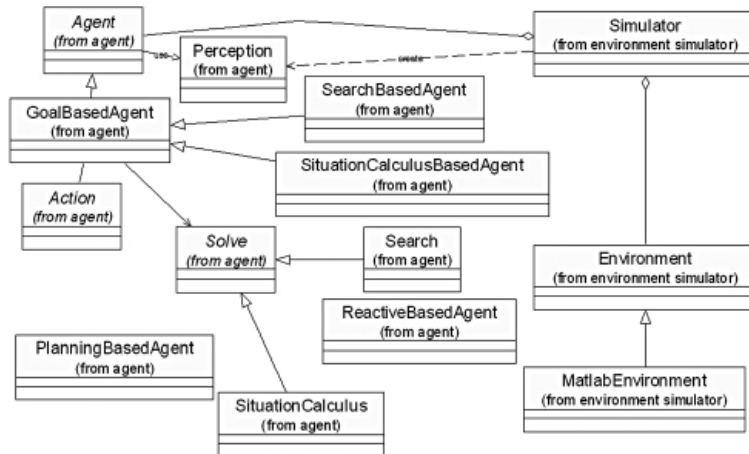 Agent
(from agent)
Simulator
(from environment simulator)
use
Perception
(from agent)
create
GoalBasedAgent
(from agent)
SearchBasedAgent
(from agent)
SituationCalculusBasedAgent
(from agent)
Action
(from agent)
Solve
(from agent)
Search
(from agent)
Environment
(from environment simulator)
ReactiveBasedAgent
(from agent)
PlanningBasedAgent
(from agent)
MatlabEnvironment
(from environment simulator)
SituationCalculus
(from agent)